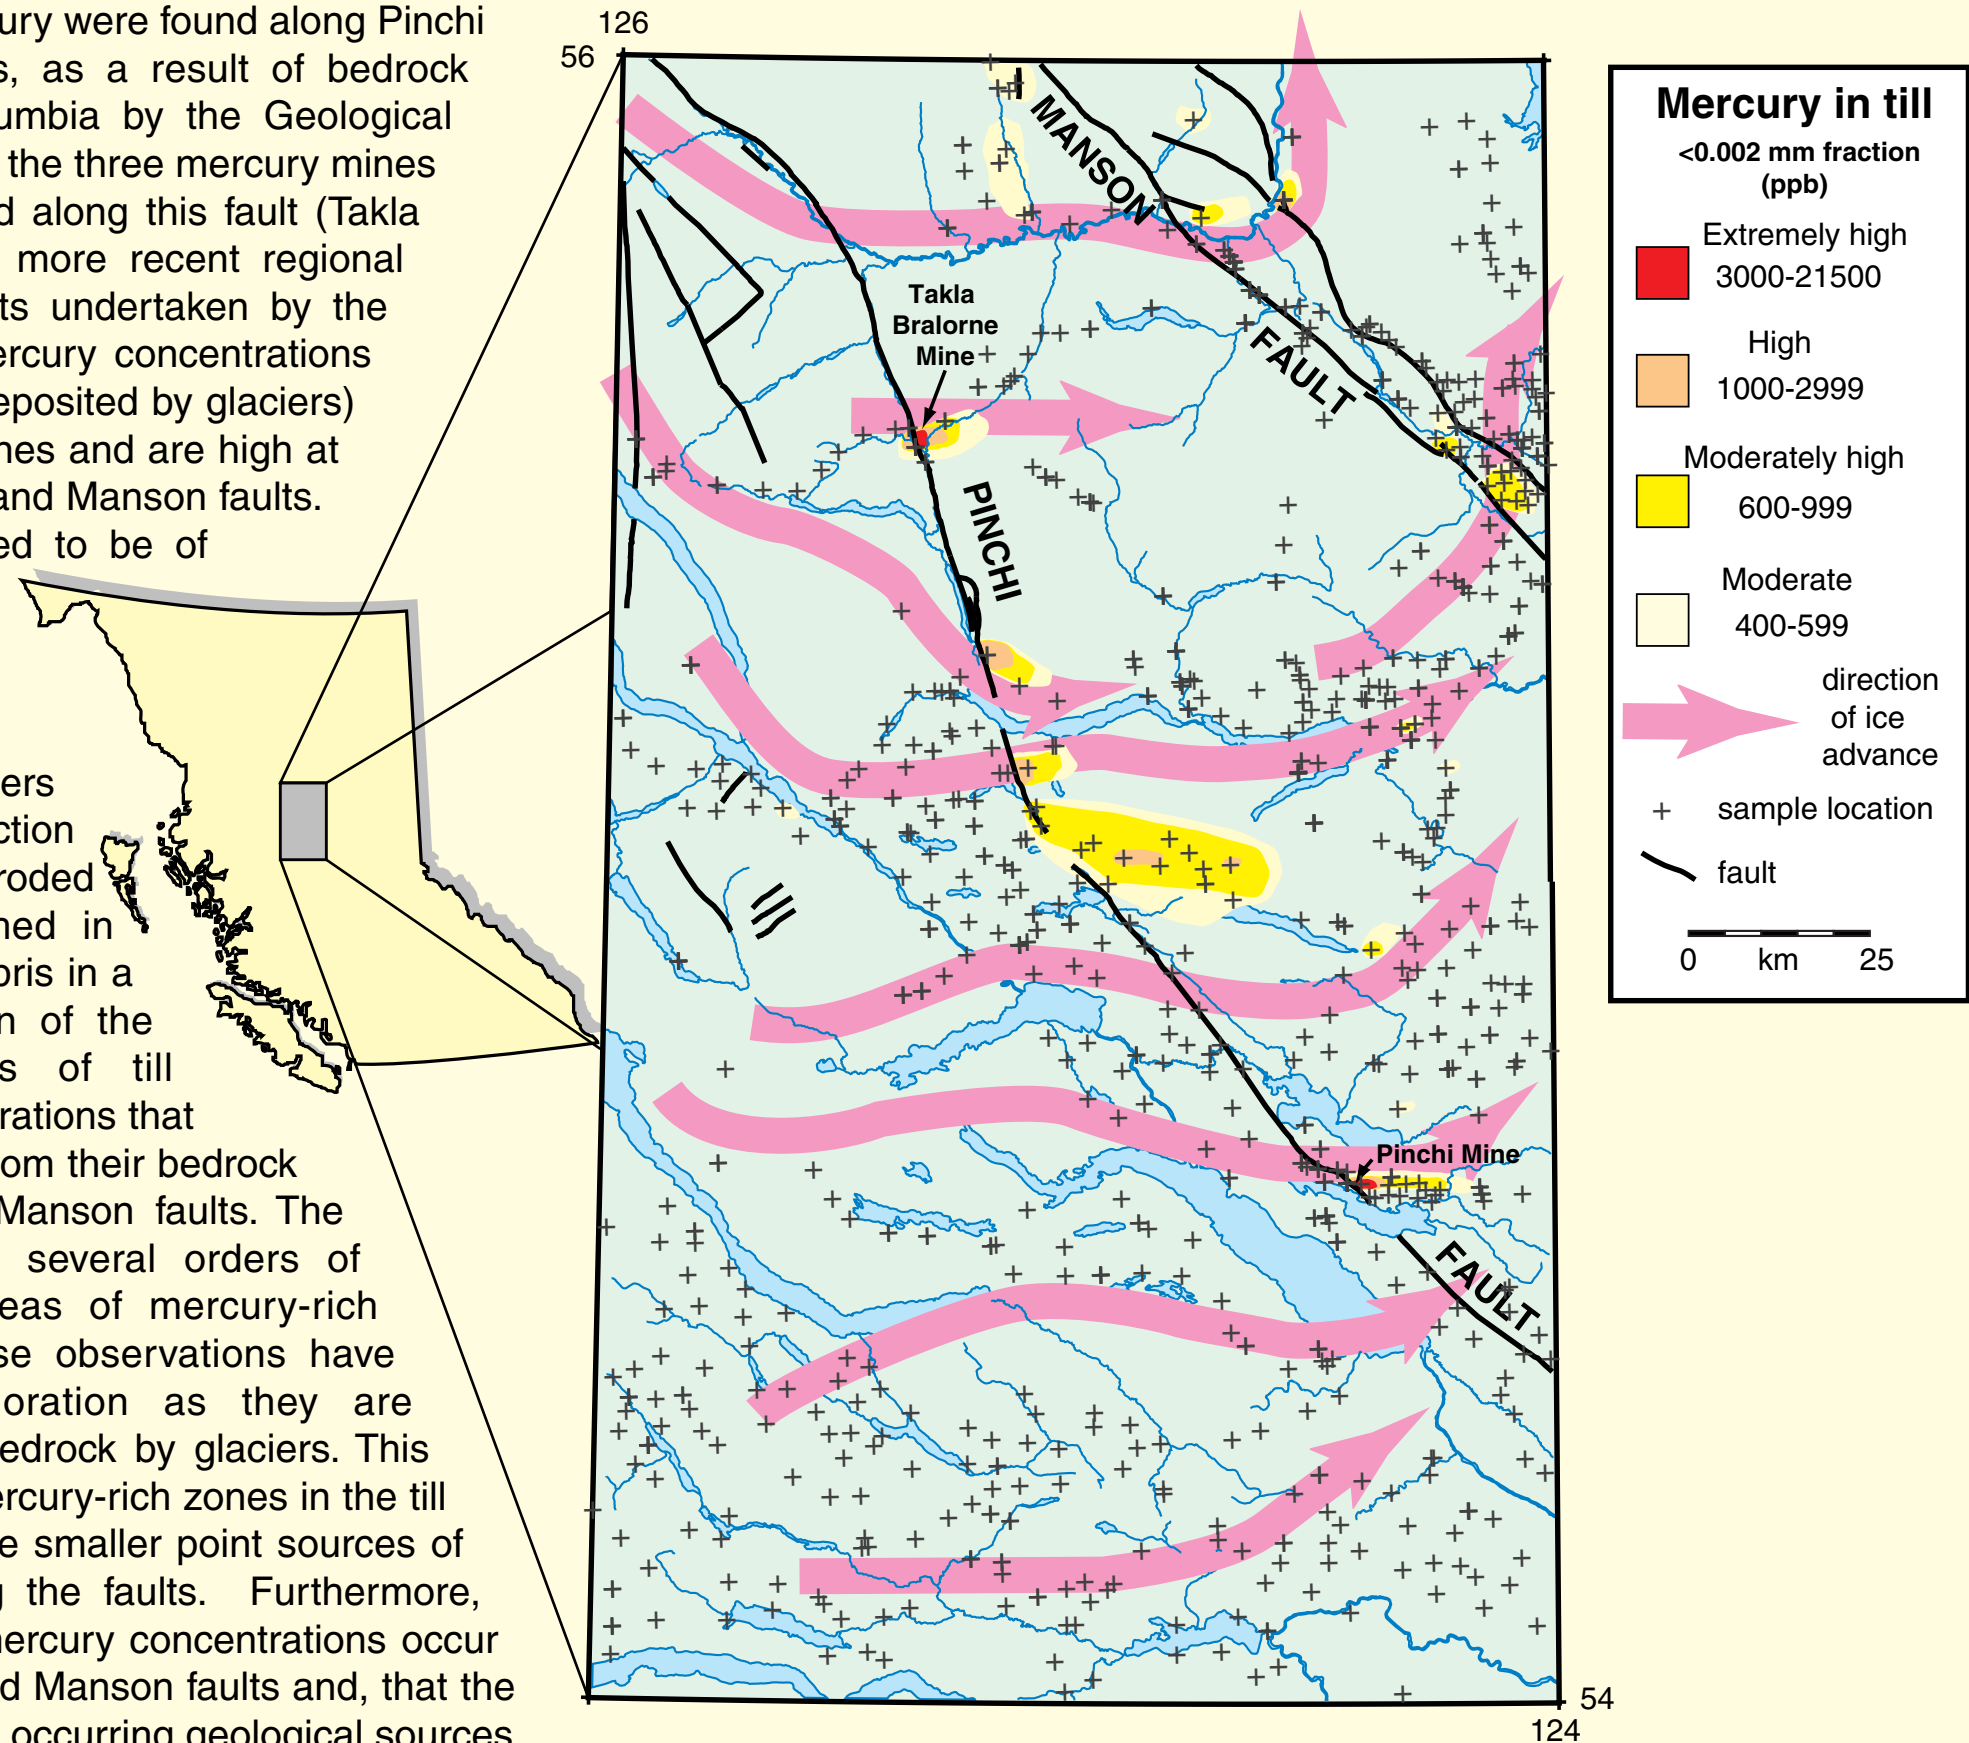 ury were found along Pinchi
s, as a result of bedrock
umbia by the Geological
the three mercury mines
d along this fault (Takla
more recent regional
ts undertaken by the
ercury concentrations
eposited by glaciers)
nes and are high at
and Manson faults.
ed to be of
ers
ction
roded
ned in
bris in a
n of the
s of till
rations that
om their bedrock
Manson faults. The
several orders of
eas of mercury-rich
se observations have
oration as they are
edrock by glaciers. This
ercury-rich zones in the till
e smaller point sources of
g the faults. Furthermore,
mercury concentrations occur
d Manson faults and, that the
occurring geological sources
126
56
MANSON
FAULT
Takla
Bralorne
Mine
PINCHI
Pinchi Mine
FAULT
54
124
Mercury in till
<0.002 mm fraction
(ppb)
Extremely high
3000-21500
High
1000-2999
Moderately high
600-999
Moderate
400-599
direction
of ice
advance
sample location
fault
0 km 25